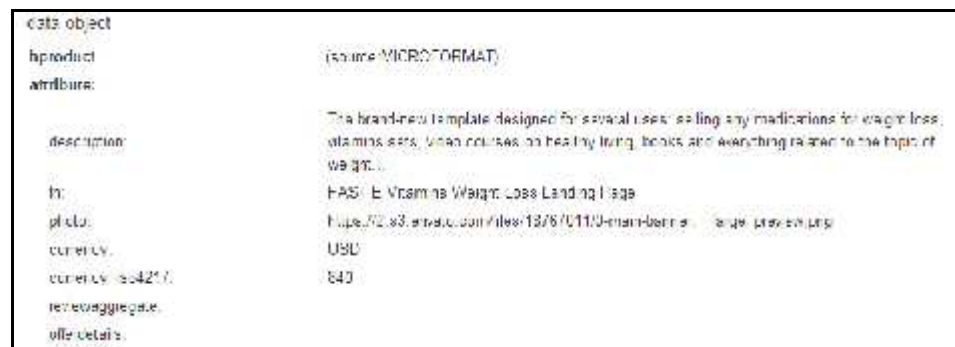 data object
hproduct (source:MICROFORMAT)
attribute:
description: The brand-new template designed for several uses: selling any medications for weight loss,
vitamins sets, video courses on healthy living, books and everything related to the topic of
weight...
fn: Vitamins Weight Loss Landing Page
photo:
currency: USD
currency_iso4217: 840
reviewaggregate:
offerdetails: